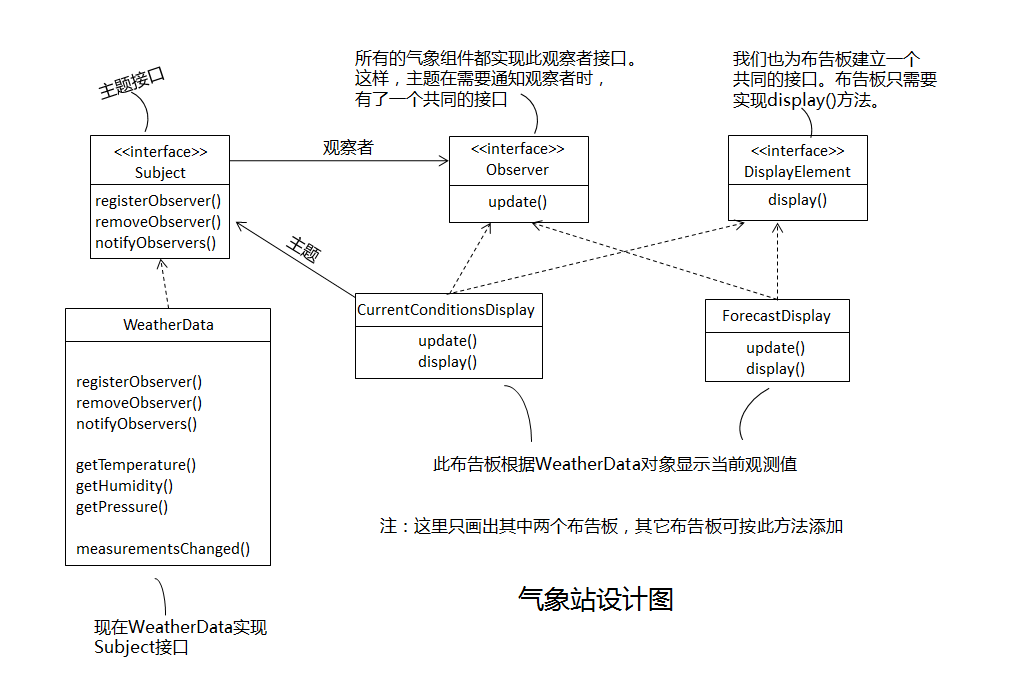 主题接口
所有的气象组件都实现此观察者接口。
这样，主题在需要通知观察者时，
有了一个共同的接口
我们也为布告板建立一个
共同的接口。布告板只需要
实现display()方法。
<<interface>>
Subject
registerObserver()
removeObserver()
notifyObservers()
观察者
<<interface>>
Observer
update()
<<interface>>
DisplayElement
display()
主题
WeatherData
registerObserver()
removeObserver()
notifyObservers()
getTemperature()
getHumidity()
getPressure()
measurementsChanged()
CurrentConditionsDisplay
update()
display()
ForecastDisplay
update()
display()
此布告板根据WeatherData对象显示当前观测值
注：这里只画出其中两个布告板，其它布告板可按此方法添加
气象站设计图
现在WeatherData实现
Subject接口